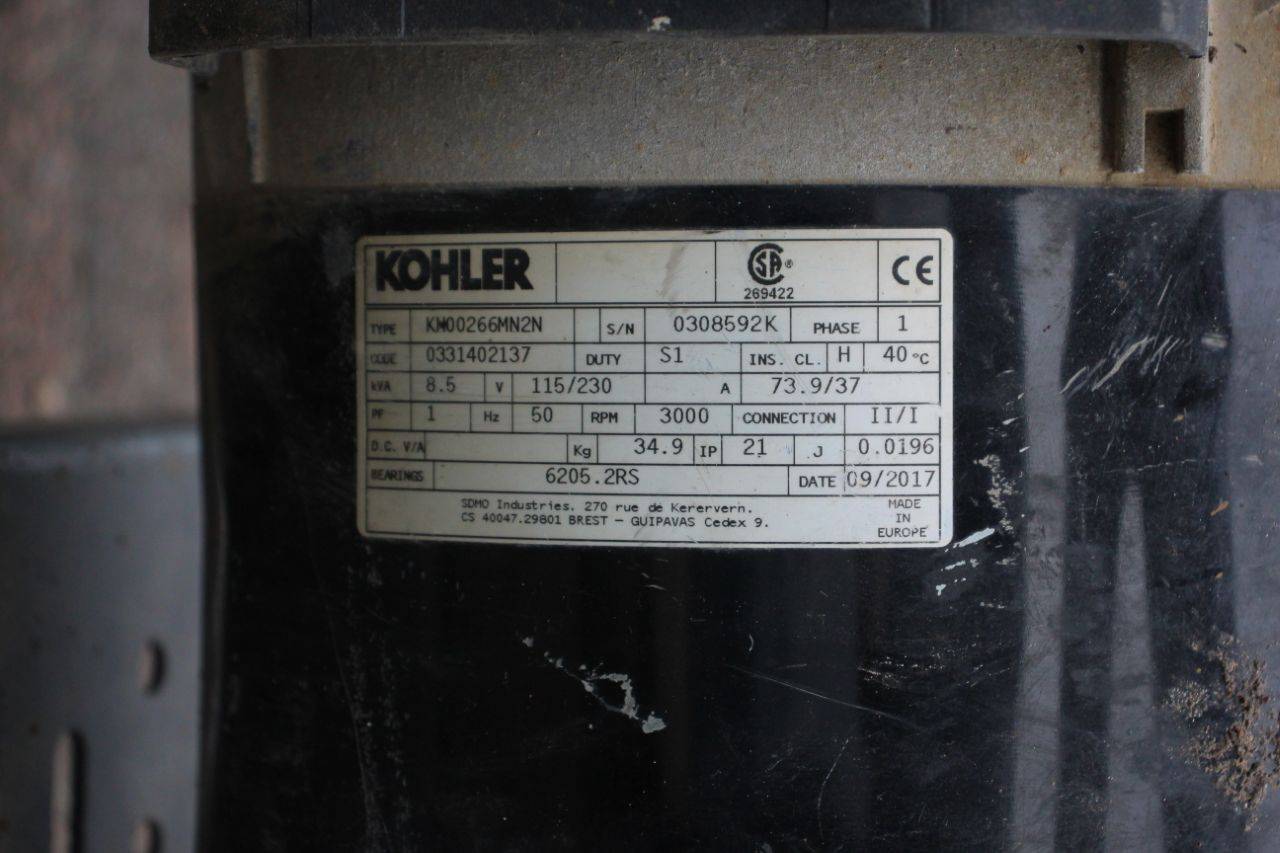 KOHLER SA® CE
269422
TYPE KW00266MN2N S/N 0308592K PHASE 1
CODE 0331402137 DUTY S1 INS. CL. H 40 °C
kVA 8.5 V 115/230 A 73.9/37
PF 1 Hz 50 RPM 3000 CONNECTION II/I
D.C. V/A Kg 34.9 IP 21 J 0.0196
BEARINGS 6205.2RS DATE 09/2017
SDMO Industries. 270 rue de Kerervern.
CS 40047.29801 BREST – GUIPAVAS Cedex 9.
MADE
IN
EUROPE